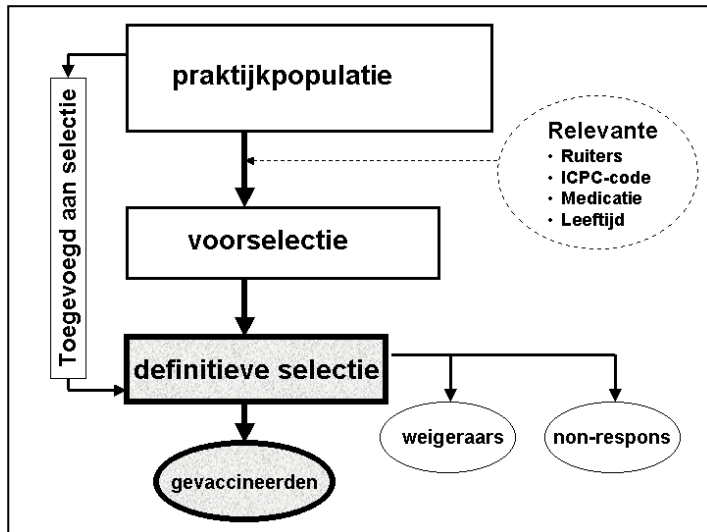 praktijkpopulatie
Toegevoegd aan selectie
Relevante
• Ruiters
• ICPC-code
• Medicatie
• Leeftijd
voorselectie
definitieve selectie
weigeraars
non-respons
gevaccineerden